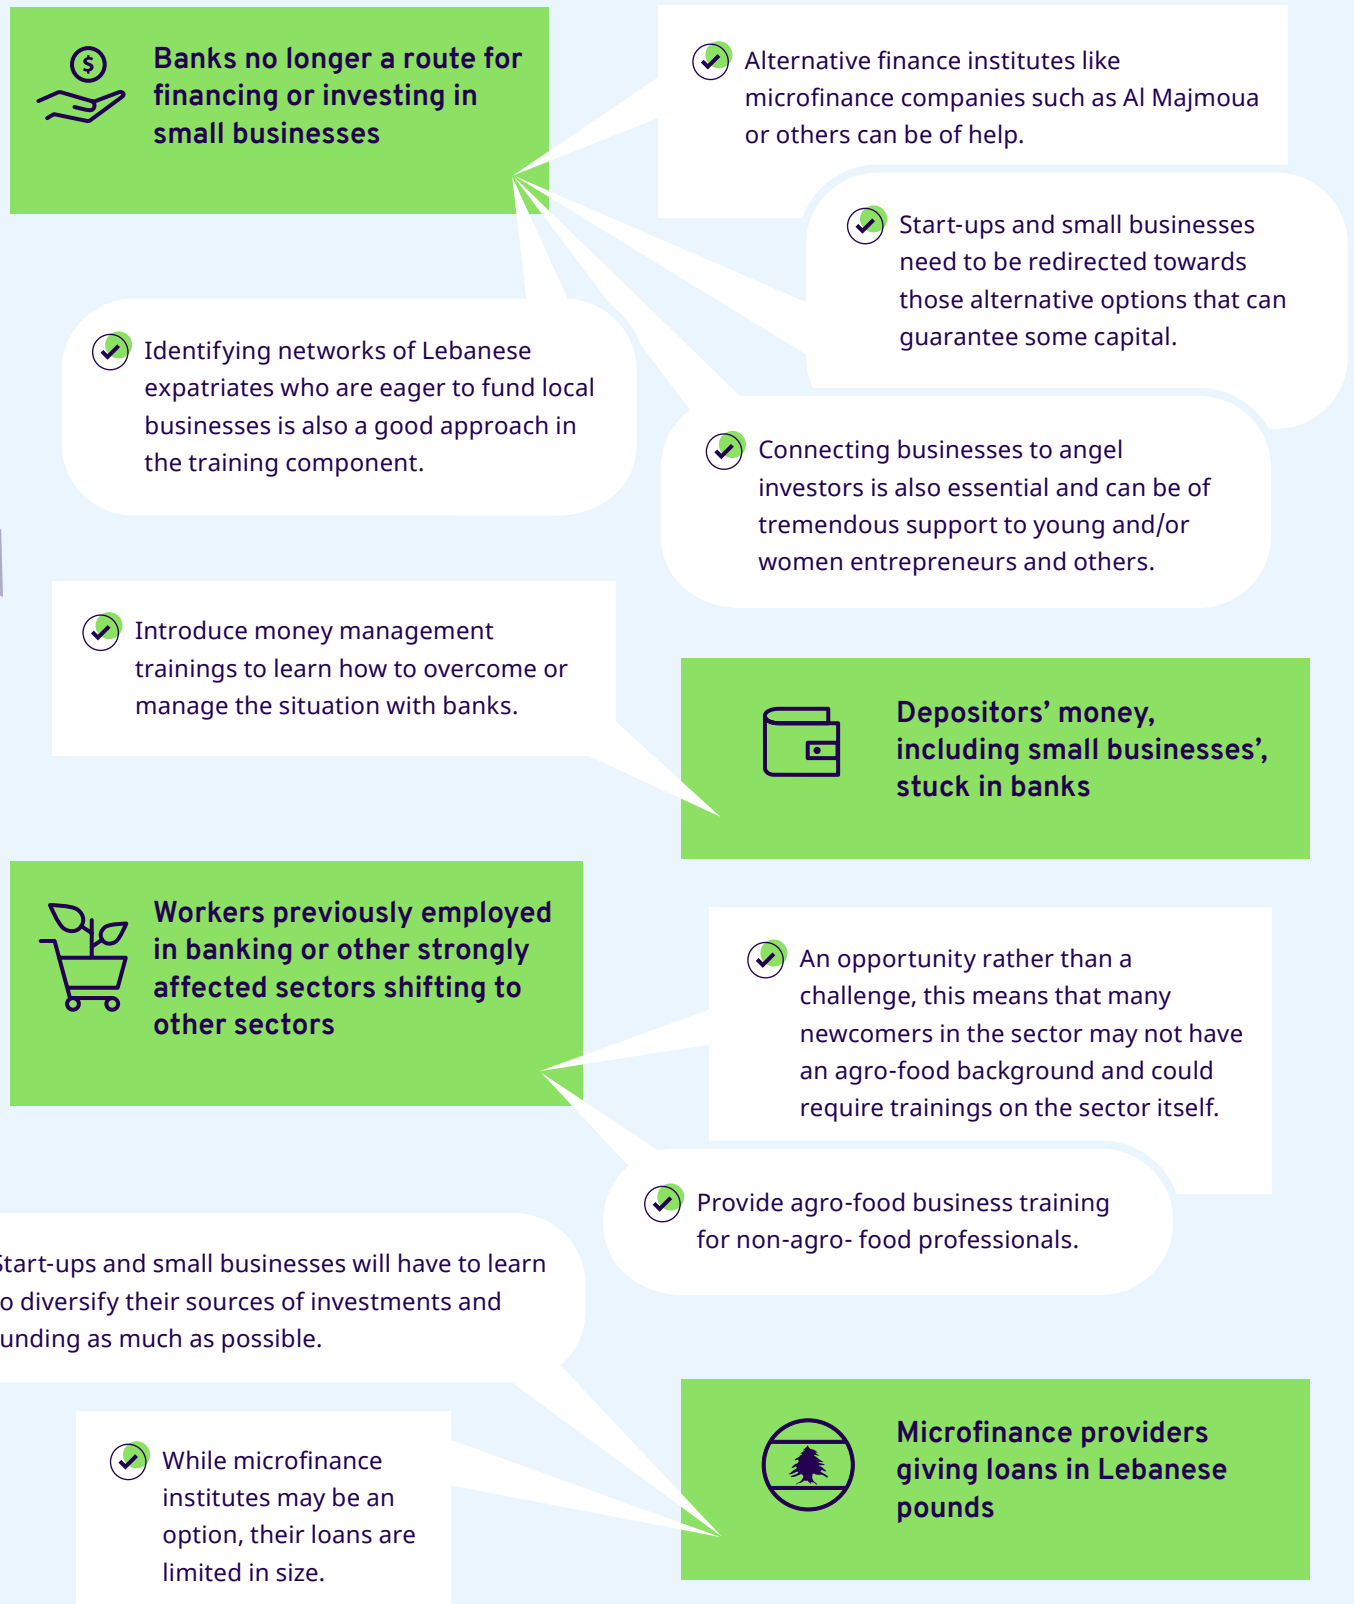 Banks no longer a route for
financing or investing in
small businesses
Alternative finance institutes like
microfinance companies such as Al Majmoua
or others can be of help.
Start-ups and small businesses
need to be redirected towards
those alternative options that can
guarantee some capital.
Identifying networks of Lebanese
expatriates who are eager to fund local
businesses is also a good approach in
the training component.
Connecting businesses to angel
investors is also essential and can be of
tremendous support to young and/or
women entrepreneurs and others.
Introduce money management
trainings to learn how to overcome or
manage the situation with banks.
Depositors’ money,
including small businesses’,
stuck in banks
Workers previously employed
in banking or other strongly
affected sectors shifting to
other sectors
An opportunity rather than a
challenge, this means that many
newcomers in the sector may not have
an agro-food background and could
require trainings on the sector itself.
Provide agro-food business training
for non-agro- food professionals.
Start-ups and small businesses will have to learn
o diversify their sources of investments and
unding as much as possible.
Microfinance providers
giving loans in Lebanese
pounds
While microfinance
institutes may be an
option, their loans are
limited in size.